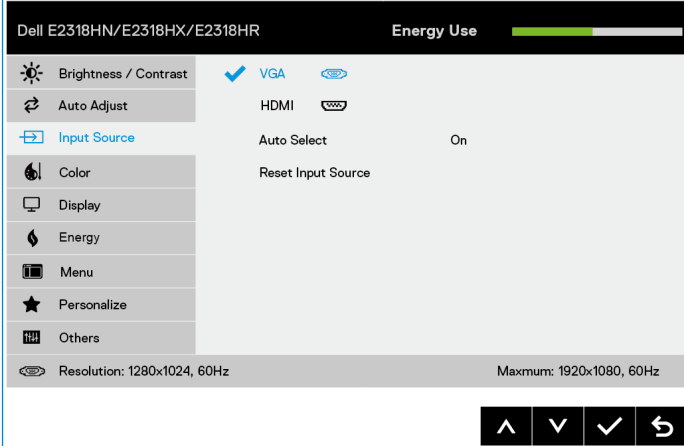 Dell E2318HN/E2318HX/E2318HR Energy Use
Brightness / Contrast VGA
Auto Adjust HDMI
Input Source Auto Select On
Color Reset Input Source
Display
Energy
Menu
Personalize
Others
Resolution: 1280x1024, 60Hz Maxmum: 1920x1080, 60Hz